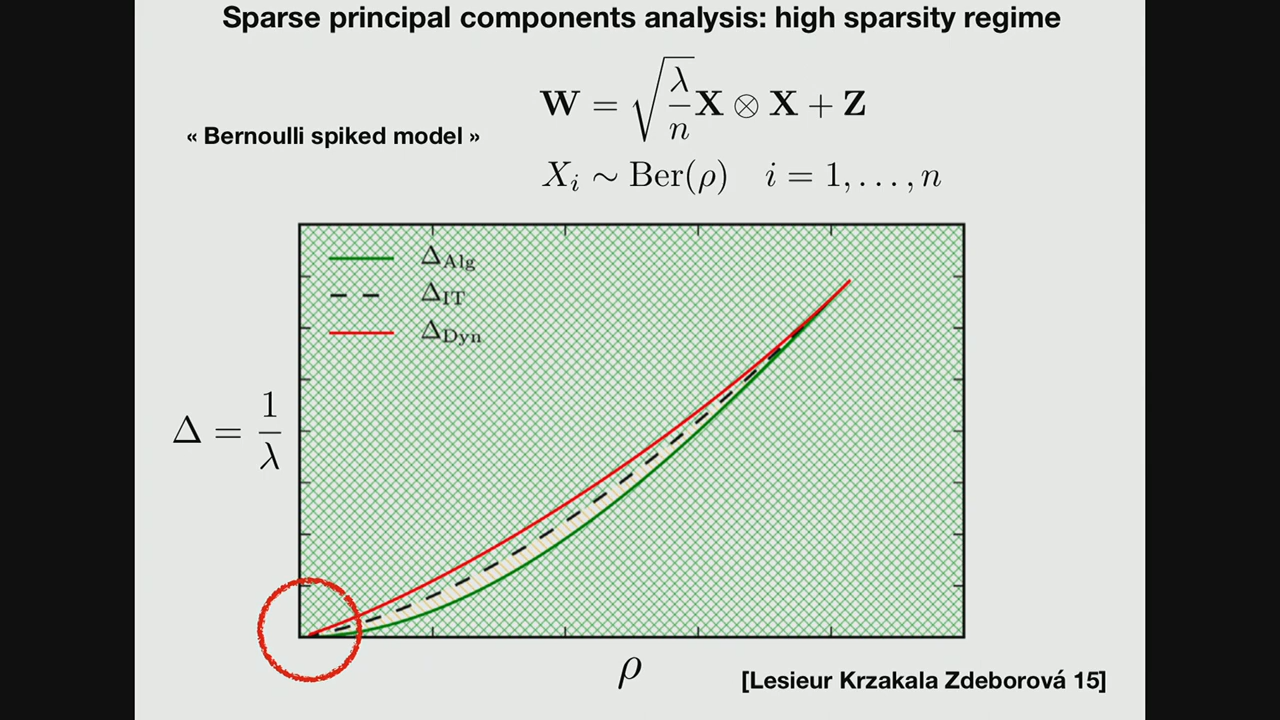 Sparse principal components analysis: high sparsity regime
W = √(λ/n) X ⊗ X + Z
« Bernoulli spiked model »
Xᵢ ∼ Ber(ρ) i = 1, . . . , n
Δ_Alg
Δ_IT
Δ_Dyn
Δ = 1/λ
ρ
[Lesieur Krzakala Zdeborová 15]